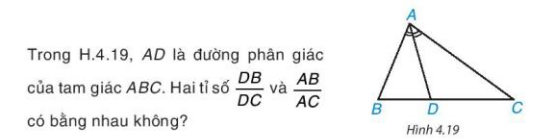 Trong H.4.19, AD là đường phân giác
của tam giác ABC. Hai tỉ số DB/DC và AB/AC
có bằng nhau không?
A
B
D
C
Hình 4.19